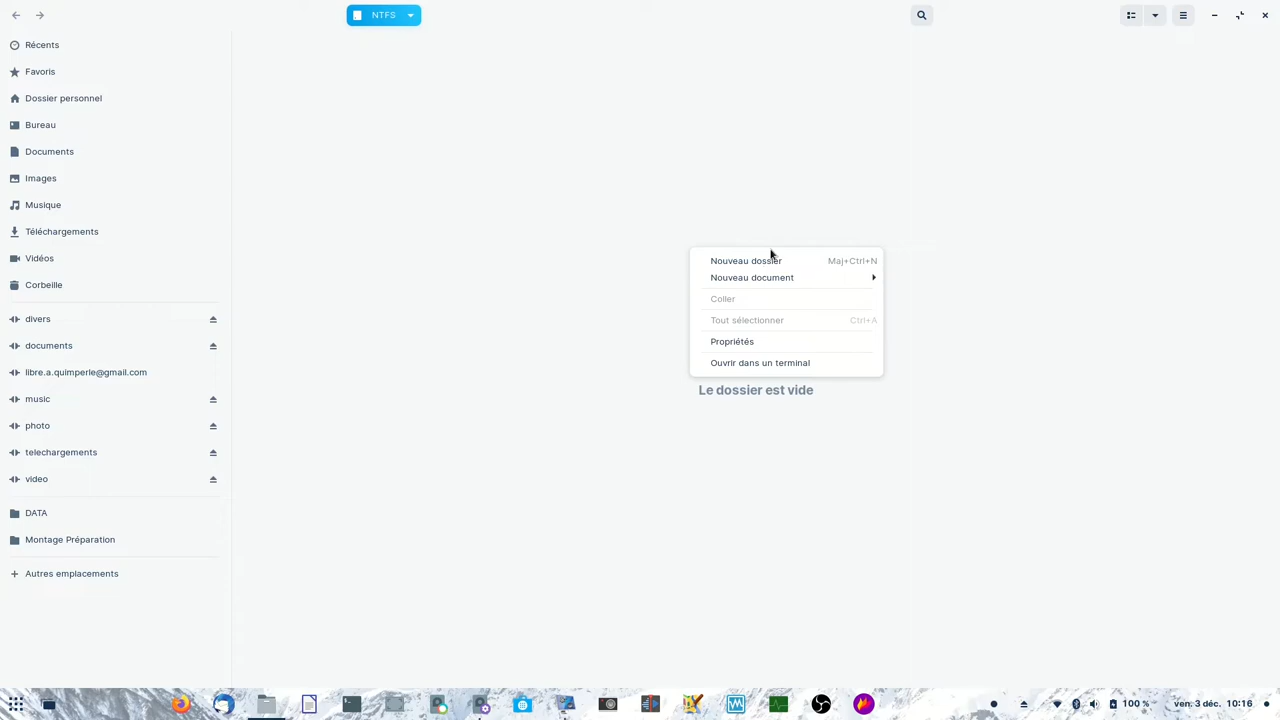 NTFS
Récents
Favoris
Dossier personnel
Bureau
Documents
Images
Musique
Téléchargements
Vidéos
Corbeille
divers
documents
libre.a.quimperle@gmail.com
music
photo
telechargements
video
DATA
Montage Préparation
Autres emplacements
Nouveau dossier Maj+Ctrl+N
Nouveau document
Coller
Tout sélectionner Ctrl+A
Propriétés
Ouvrir dans un terminal
Le dossier est vide
100 % ven. 3 déc. 10:16